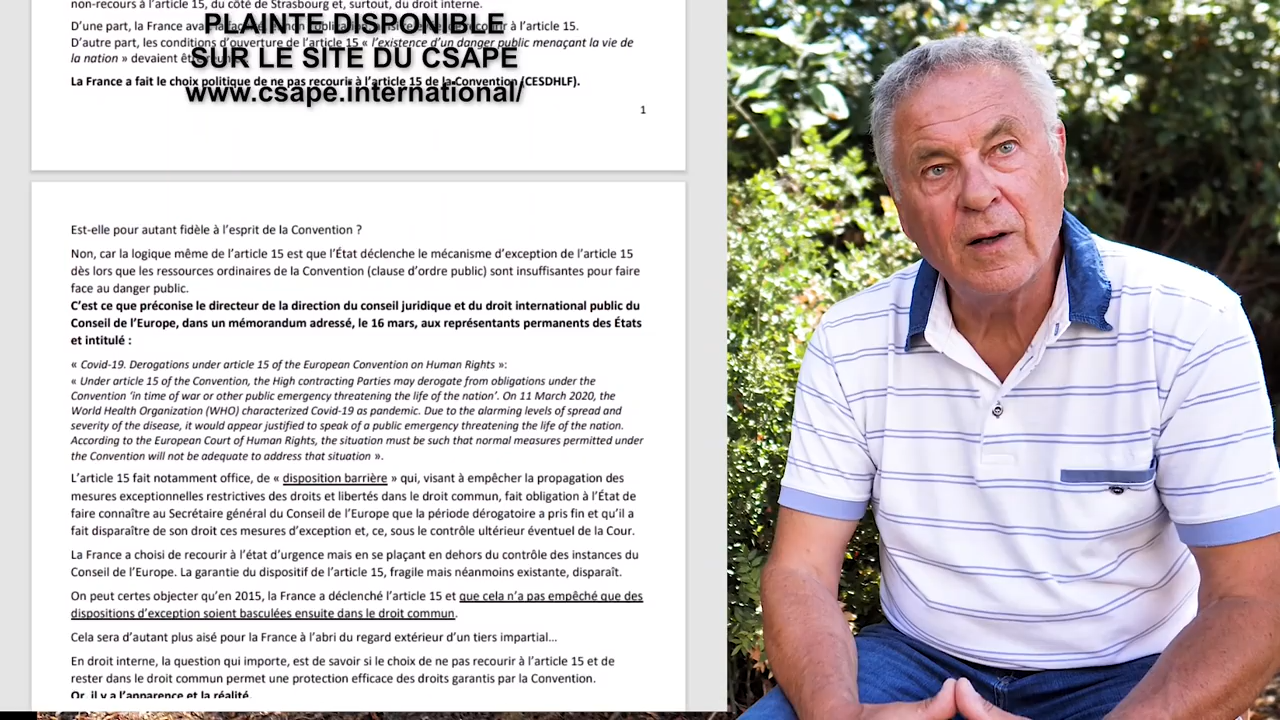 non-recours à l'article 15, du côté de Strasbourg et, surtout, du droit interne.
PLAINTE DISPONIBLE
SUR LE SITE DU CSAPE
www.csape.international/
D'une part, la France avait
recourir à l'article 15.
D'autre part, les conditions d'ouverture de l'article 15 « l'existence d'un danger public menaçant la vie de
la nation » devaient être
La France a fait le choix politique de ne pas recourir à l'article 15 de la Convention (CESDHLF).
1
Est-elle pour autant fidèle à l'esprit de la Convention ?
Non, car la logique même de l'article 15 est que l'État déclenche le mécanisme d'exception de l'article 15
dès lors que les ressources ordinaires de la Convention (clause d'ordre public) sont insuffisantes pour faire
face au danger public.
C'est ce que préconise le directeur de la direction du conseil juridique et du droit international public du
Conseil de l'Europe, dans un mémorandum adressé, le 16 mars, aux représentants permanents des États
et intitulé :
« Covid-19. Derogations under article 15 of the European Convention on Human Rights »:
« Under article 15 of the Convention, the High contracting Parties may derogate from obligations under the
Convention 'in time of war or other public emergency threatening the life of the nation'. On 11 March 2020, the
World Health Organization (WHO) characterized Covid-19 as pandemic. Due to the alarming levels of spread and
severity of the disease, it would appear justified to speak of a public emergency threatening the life of the nation.
According to the European Court of Human Rights, the situation must be such that normal measures permitted under
the Convention will not be adequate to address that situation ».
L'article 15 fait notamment office, de « disposition barrière » qui, visant à empêcher la propagation des
mesures exceptionnelles restrictives des droits et libertés dans le droit commun, fait obligation à l'État de
faire connaître au Secrétaire général du Conseil de l'Europe que la période dérogatoire a pris fin et qu'il a
fait disparaître de son droit ces mesures d'exception et, ce, sous le contrôle ultérieur éventuel de la Cour.
La France a choisi de recourir à l'état d'urgence mais en se plaçant en dehors du contrôle des instances du
Conseil de l'Europe. La garantie du dispositif de l'article 15, fragile mais néanmoins existante, disparaît.
On peut certes objecter qu'en 2015, la France a déclenché l'article 15 et que cela n'a pas empêché que des
dispositions d'exception soient basculées ensuite dans le droit commun.
Cela sera d'autant plus aisé pour la France à l'abri du regard extérieur d'un tiers impartial…
En droit interne, la question qui importe, est de savoir si le choix de ne pas recourir à l'article 15 et de
rester dans le droit commun permet une protection efficace des droits garantis par la Convention.
Or, il y a l'apparence et la réalité.